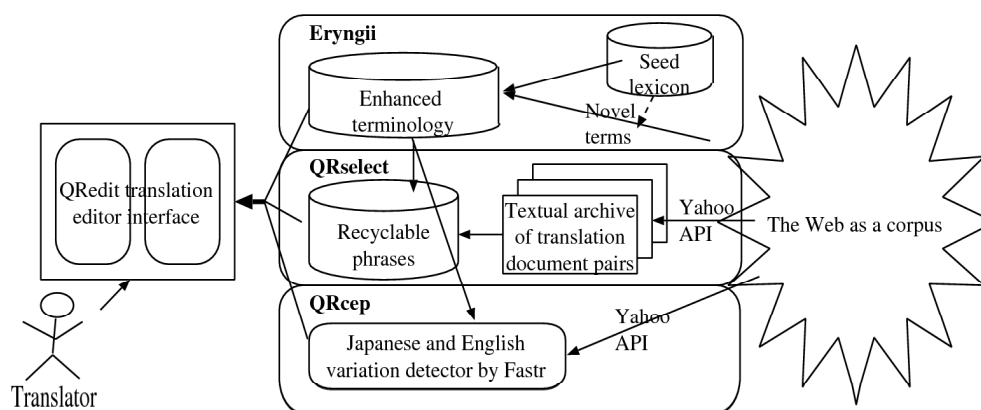 Eryngii
Seed
lexicon
Enhanced
terminology
Novel
terms
QRselect
QRedit translation
editor interface
Recyclable
phrases
Textual archive
of translation
document pairs
Yahoo
API
The Web as a corpus
QRcep
Japanese and English
variation detector by Fastr
Yahoo
API
Translator